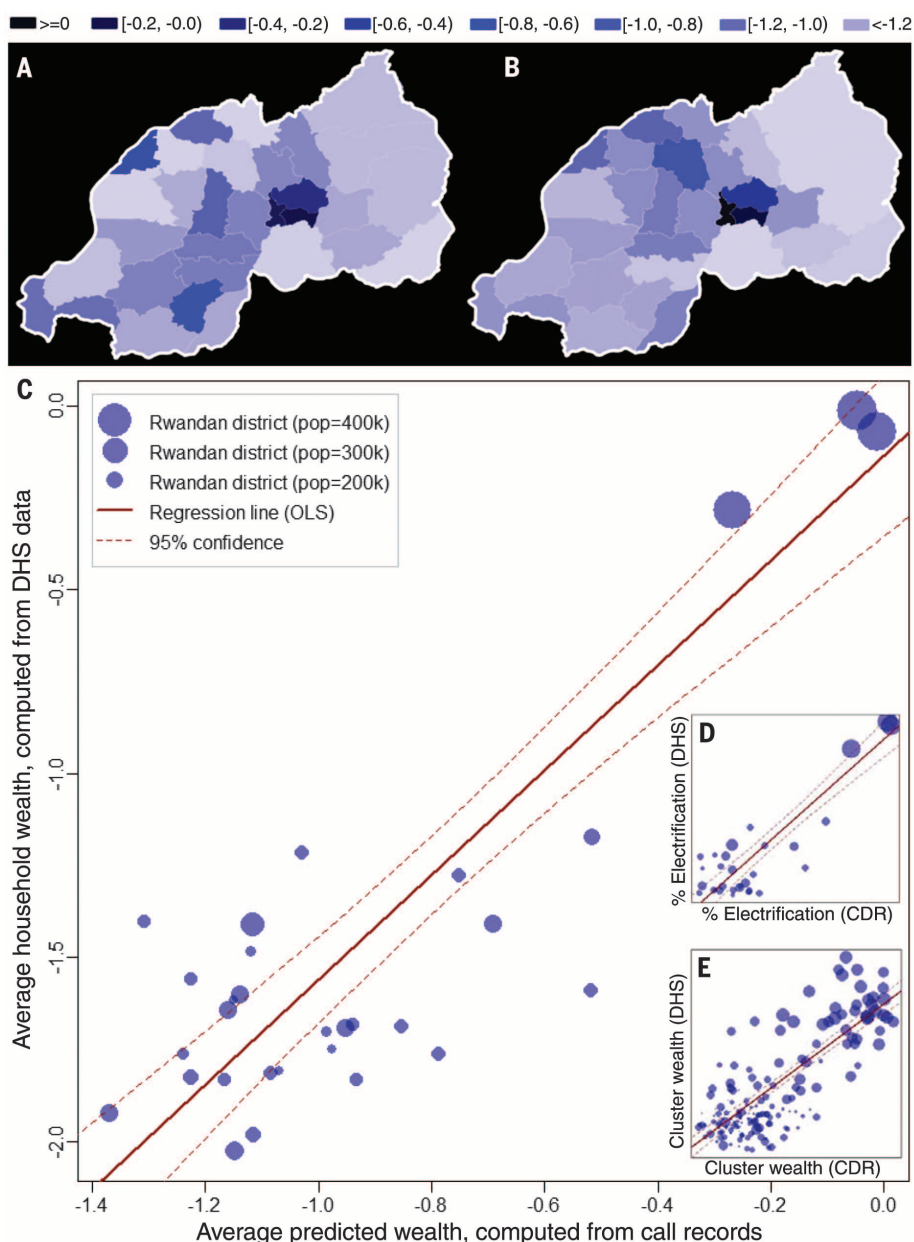 >=0 [-0.2, -0.0) [-0.4, -0.2) [-0.6, -0.4) [-0.8, -0.6) [-1.0, -0.8) [-1.2, -1.0) <-1.2
A B
C
Rwandan district (pop=400k)
Rwandan district (pop=300k)
Rwandan district (pop=200k)
Regression line (OLS)
95% confidence
Average household wealth, computed from DHS data
0.0
-0.5
-1.0
-1.5
-2.0
D
% Electrification (DHS)
% Electrification (CDR)
E
Cluster wealth (DHS)
Cluster wealth (CDR)
-1.4 -1.2 -1.0 -0.8 -0.6 -0.4 -0.2 0.0
Average predicted wealth, computed from call records